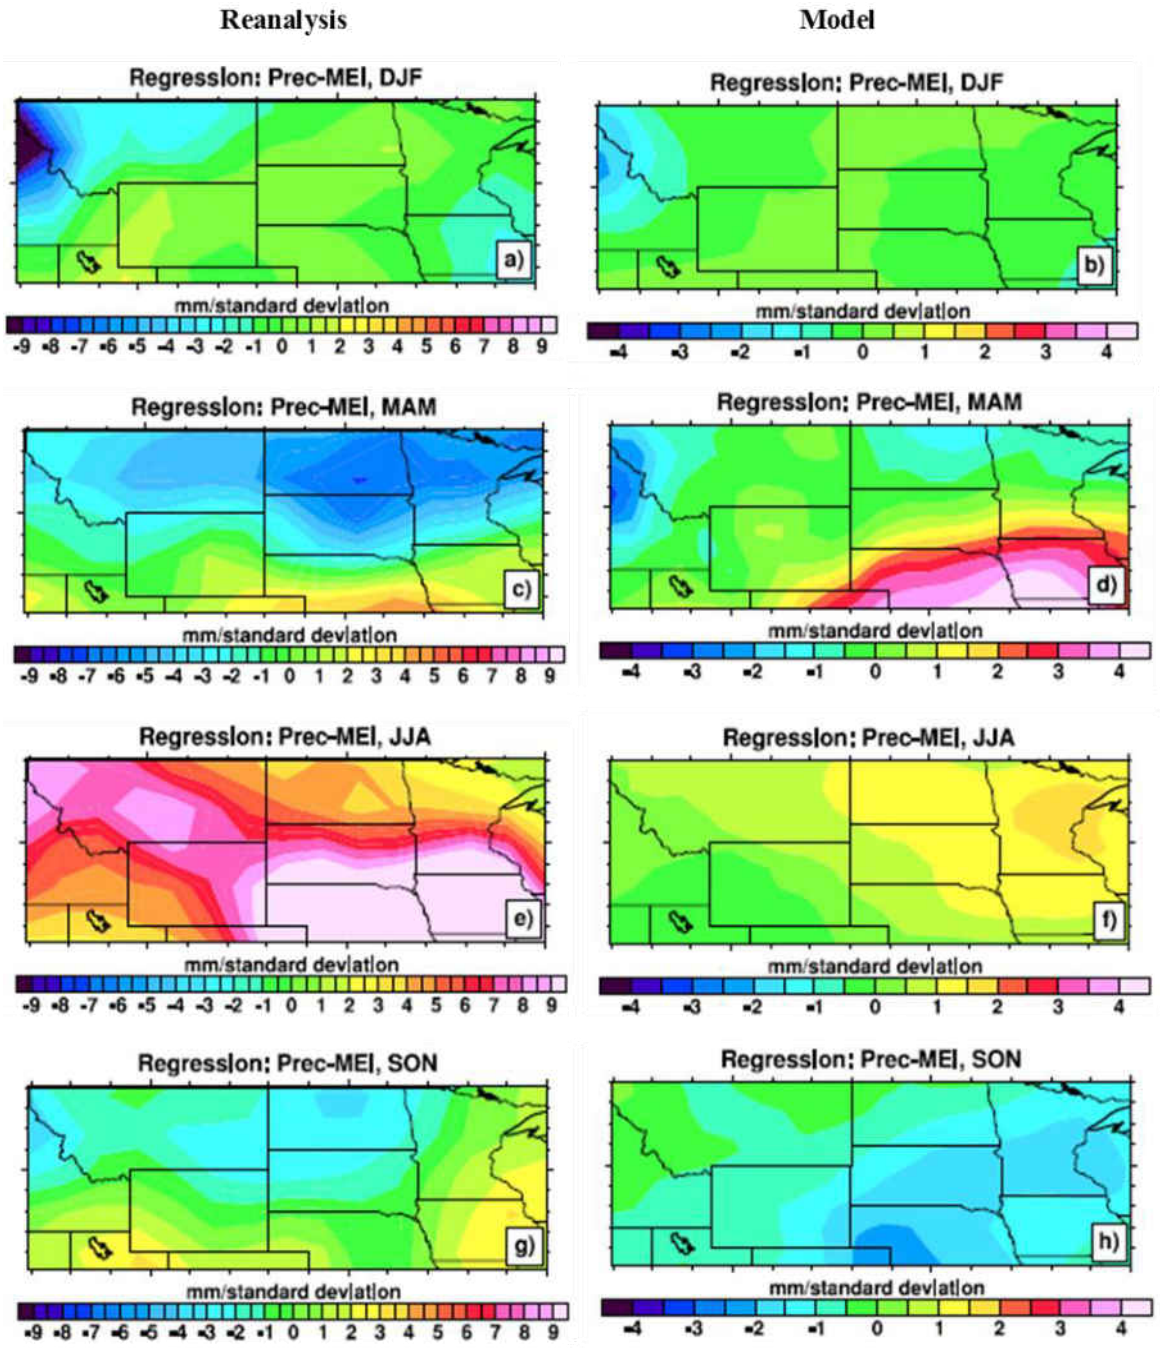 Reanalysis Model
Regression: Prec-MEI, DJF
Regression: Prec-MEI, DJF
a)
b)
mm/standard deviation
mm/standard deviation
-9 -8 -7 -6 -5 -4 -3 -2 -1 0 1 2 3 4 5 6 7 8 9
-4 -3 -2 -1 0 1 2 3 4
Regression: Prec-MEI, MAM
Regression: Prec-MEI, MAM
c)
d)
mm/standard deviation
mm/standard deviation
-9 -8 -7 -6 -5 -4 -3 -2 -1 0 1 2 3 4 5 6 7 8 9
-4 -3 -2 -1 0 1 2 3 4
Regression: Prec-MEI, JJA
Regression: Prec-MEI, JJA
e)
f)
mm/standard deviation
mm/standard deviation
-9 -8 -7 -6 -5 -4 -3 -2 -1 0 1 2 3 4 5 6 7 8 9
-4 -3 -2 -1 0 1 2 3 4
Regression: Prec-MEI, SON
Regression: Prec-MEI, SON
g)
h)
mm/standard deviation
mm/standard deviation
-9 -8 -7 -6 -5 -4 -3 -2 -1 0 1 2 3 4 5 6 7 8 9
-4 -3 -2 -1 0 1 2 3 4